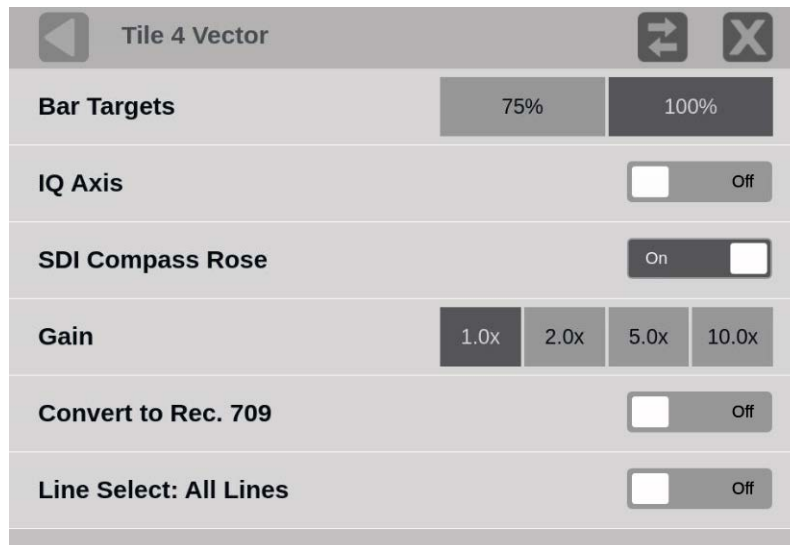 Tile 4 Vector
Bar Targets 75% 100%
IQ Axis Off
SDI Compass Rose On
Gain 1.0x 2.0x 5.0x 10.0x
Convert to Rec. 709 Off
Line Select: All Lines Off